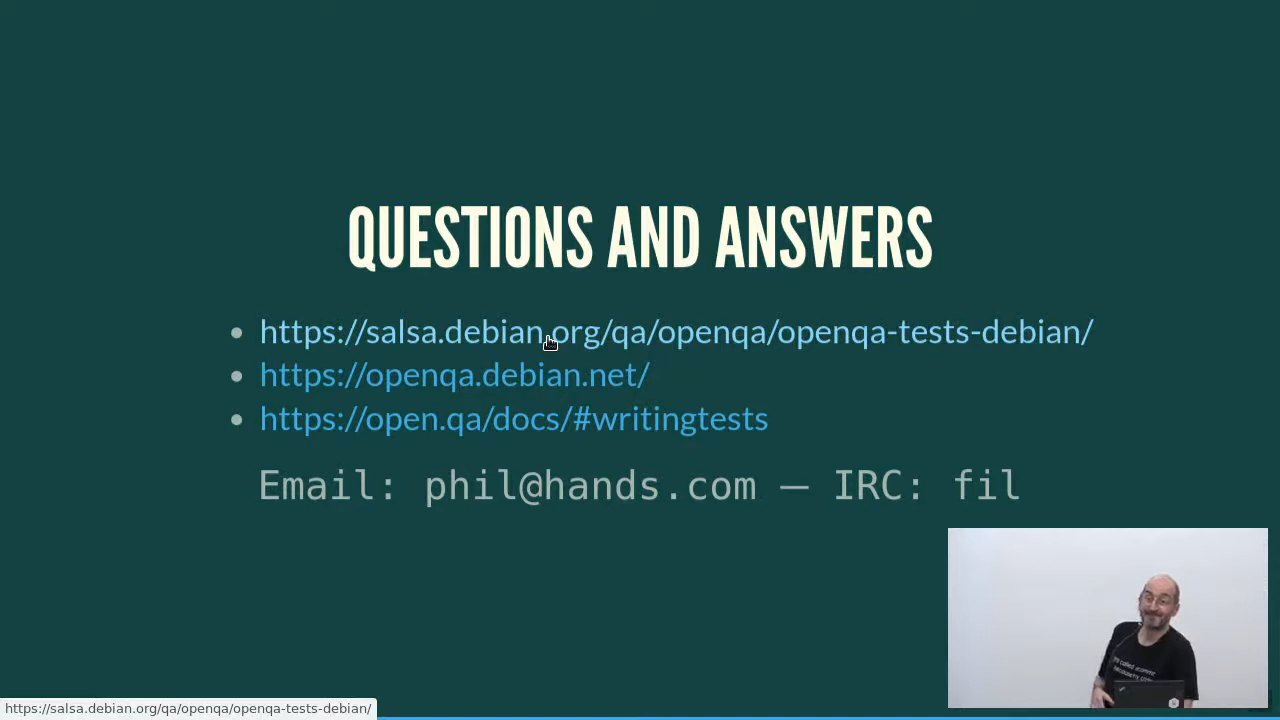 QUESTIONS AND ANSWERS
https://salsa.debian.org/qa/openqa/openqa-tests-debian/
https://openqa.debian.net/
https://open.qa/docs/#writingtests
Email: phil@hands.com — IRC: fil
https://salsa.debian.org/qa/openqa/openqa-tests-debian/